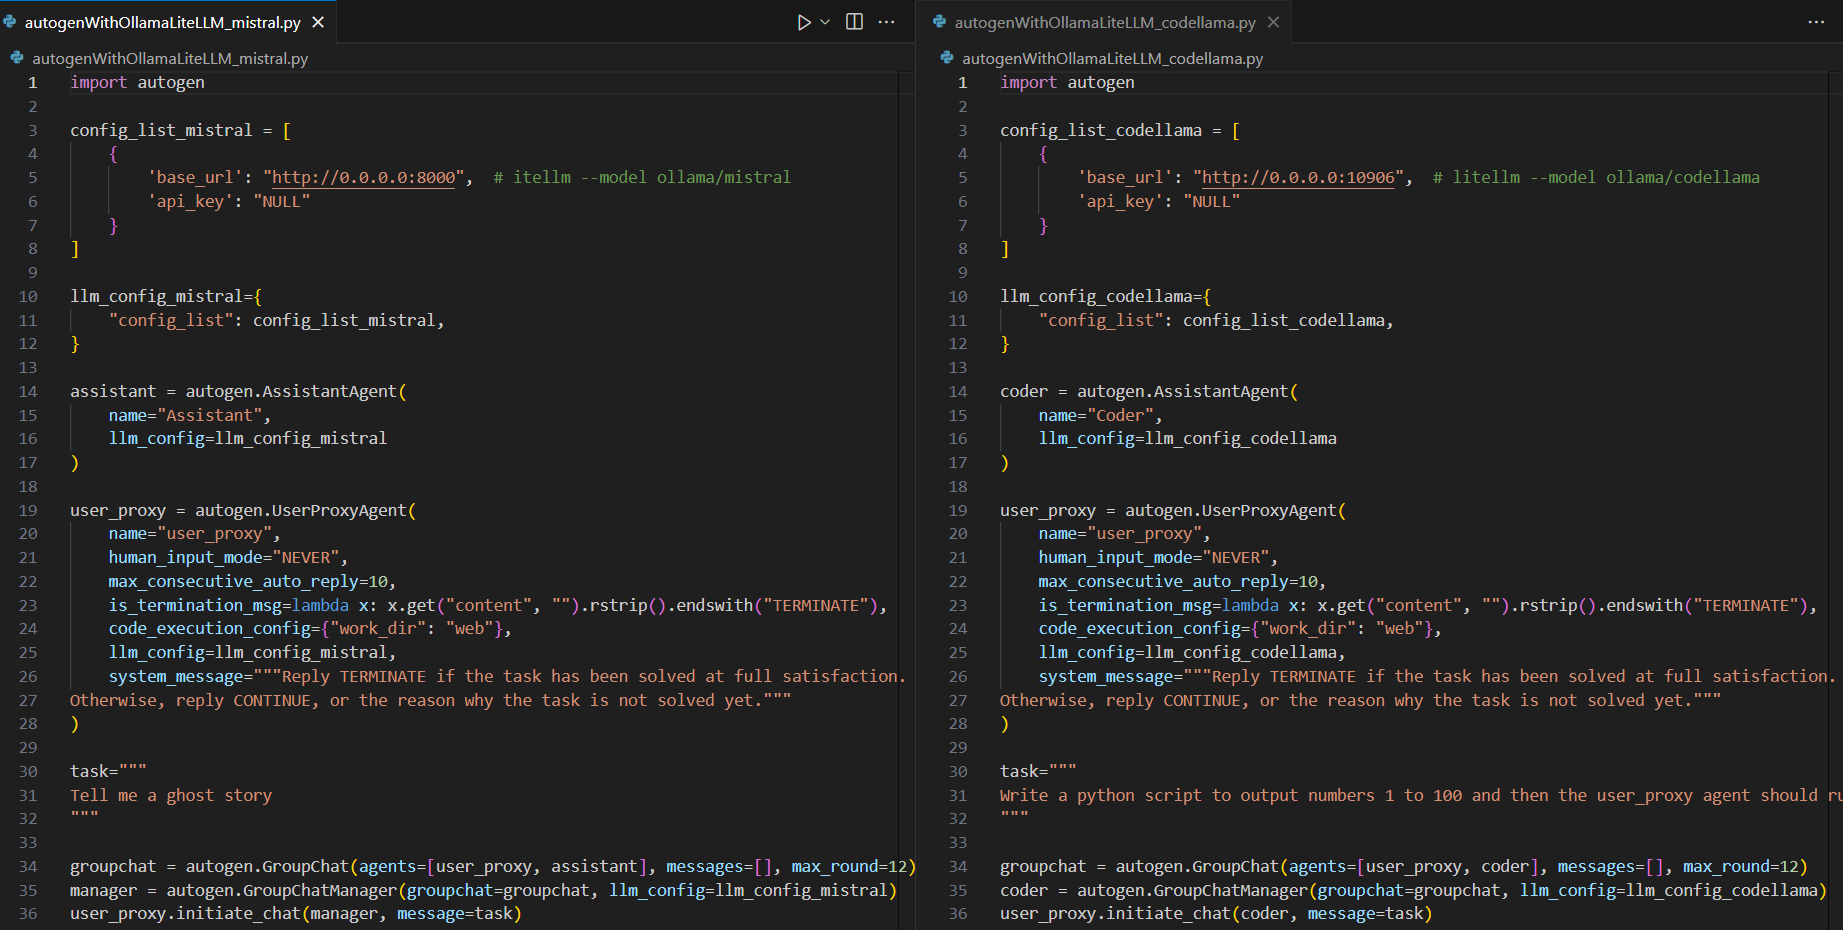 autogenWithOllamaLiteLLM_mistral.py
autogenWithOllamaLiteLLM_mistral.py
1 import autogen
2
3 config_list_mistral = [
4     {
5         'base_url': "http://0.0.0.0:8000",  # itellm --model ollama/mistral
6         'api_key': "NULL"
7     }
8 ]
9
10 llm_config_mistral={
11     "config_list": config_list_mistral,
12 }
13
14 assistant = autogen.AssistantAgent(
15     name="Assistant",
16     llm_config=llm_config_mistral
17 )
18
19 user_proxy = autogen.UserProxyAgent(
20     name="user_proxy",
21     human_input_mode="NEVER",
22     max_consecutive_auto_reply=10,
23     is_termination_msg=lambda x: x.get("content", "").rstrip().endswith("TERMINATE"),
24     code_execution_config={"work_dir": "web"},
25     llm_config=llm_config_mistral,
26     system_message="""Reply TERMINATE if the task has been solved at full satisfaction.
27 Otherwise, reply CONTINUE, or the reason why the task is not solved yet."""
28 )
29
30 task="""
31 Tell me a ghost story
32 """
33
34 groupchat = autogen.GroupChat(agents=[user_proxy, assistant], messages=[], max_round=12)
35 manager = autogen.GroupChatManager(groupchat=groupchat, llm_config=llm_config_mistral)
36 user_proxy.initiate_chat(manager, message=task)
autogenWithOllamaLiteLLM_codellama.py
autogenWithOllamaLiteLLM_codellama.py
1 import autogen
2
3 config_list_codellama = [
4     {
5         'base_url': "http://0.0.0.0:10906",  # litellm --model ollama/codellama
6         'api_key': "NULL"
7     }
8 ]
9
10 llm_config_codellama={
11     "config_list": config_list_codellama,
12 }
13
14 coder = autogen.AssistantAgent(
15     name="Coder",
16     llm_config=llm_config_codellama
17 )
18
19 user_proxy = autogen.UserProxyAgent(
20     name="user_proxy",
21     human_input_mode="NEVER",
22     max_consecutive_auto_reply=10,
23     is_termination_msg=lambda x: x.get("content", "").rstrip().endswith("TERMINATE"),
24     code_execution_config={"work_dir": "web"},
25     llm_config=llm_config_codellama,
26     system_message="""Reply TERMINATE if the task has been solved at full satisfaction.
27 Otherwise, reply CONTINUE, or the reason why the task is not solved yet."""
28 )
29
30 task="""
31 Write a python script to output numbers 1 to 100 and then the user_proxy agent should
32 """
33
34 groupchat = autogen.GroupChat(agents=[user_proxy, coder], messages=[], max_round=12)
35 coder = autogen.GroupChatManager(groupchat=groupchat, llm_config=llm_config_codellama)
36 user_proxy.initiate_chat(coder, message=task)